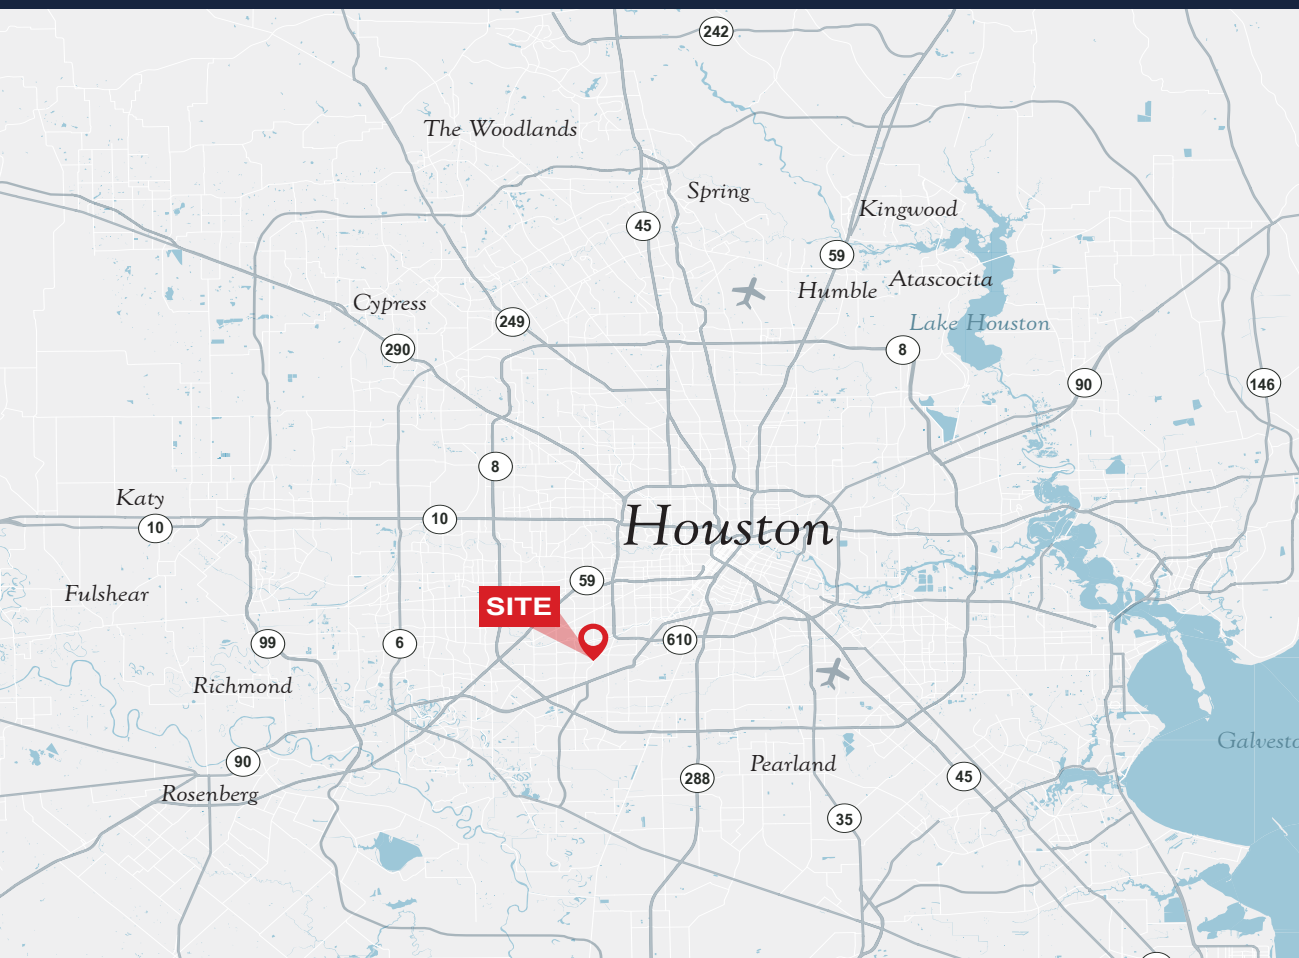 242
The Woodlands
Spring
Kingwood
45
59
Atascocita
Humble
Cypress
249
Lake Houston
290
8
90
146
8
Katy
10
10
Houston
59
Fulshear
SITE
99
6
610
Richmond
Galvesto
90
Pearland
288
45
Rosenberg
35